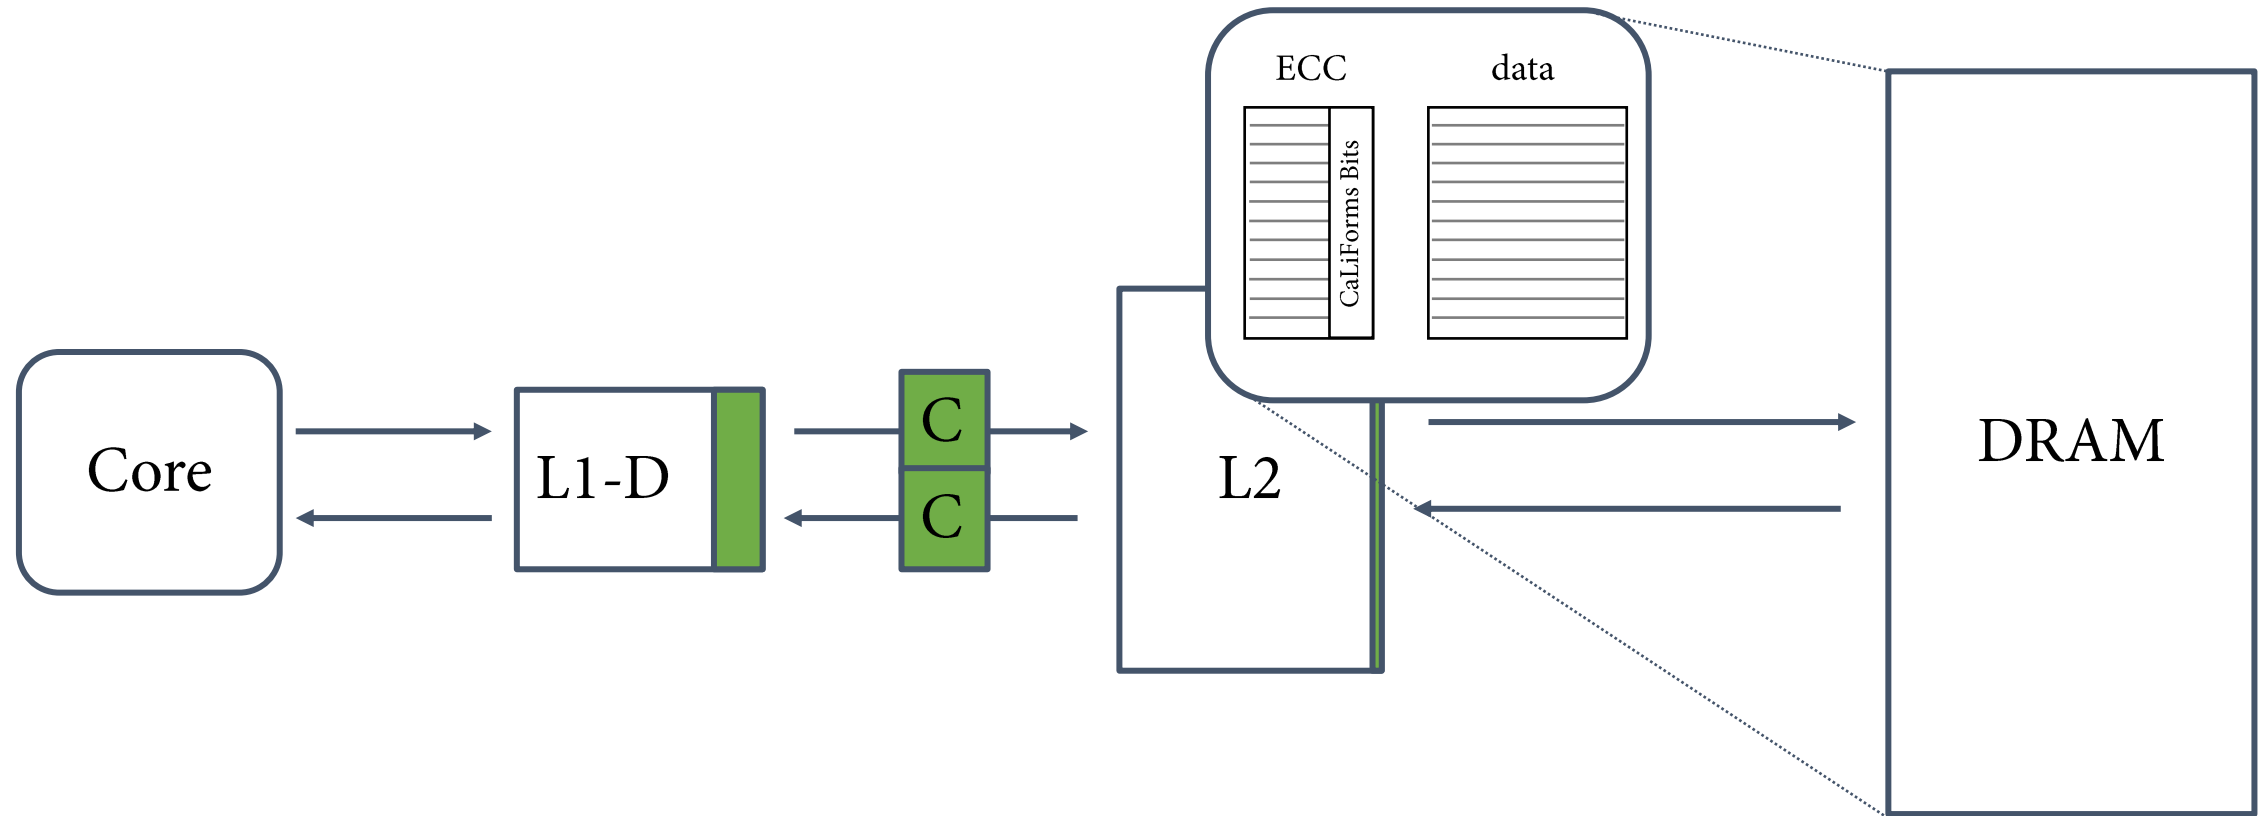 ECC
data
CaLiForms Bits
Core
L1-D
C
C
L2
DRAM